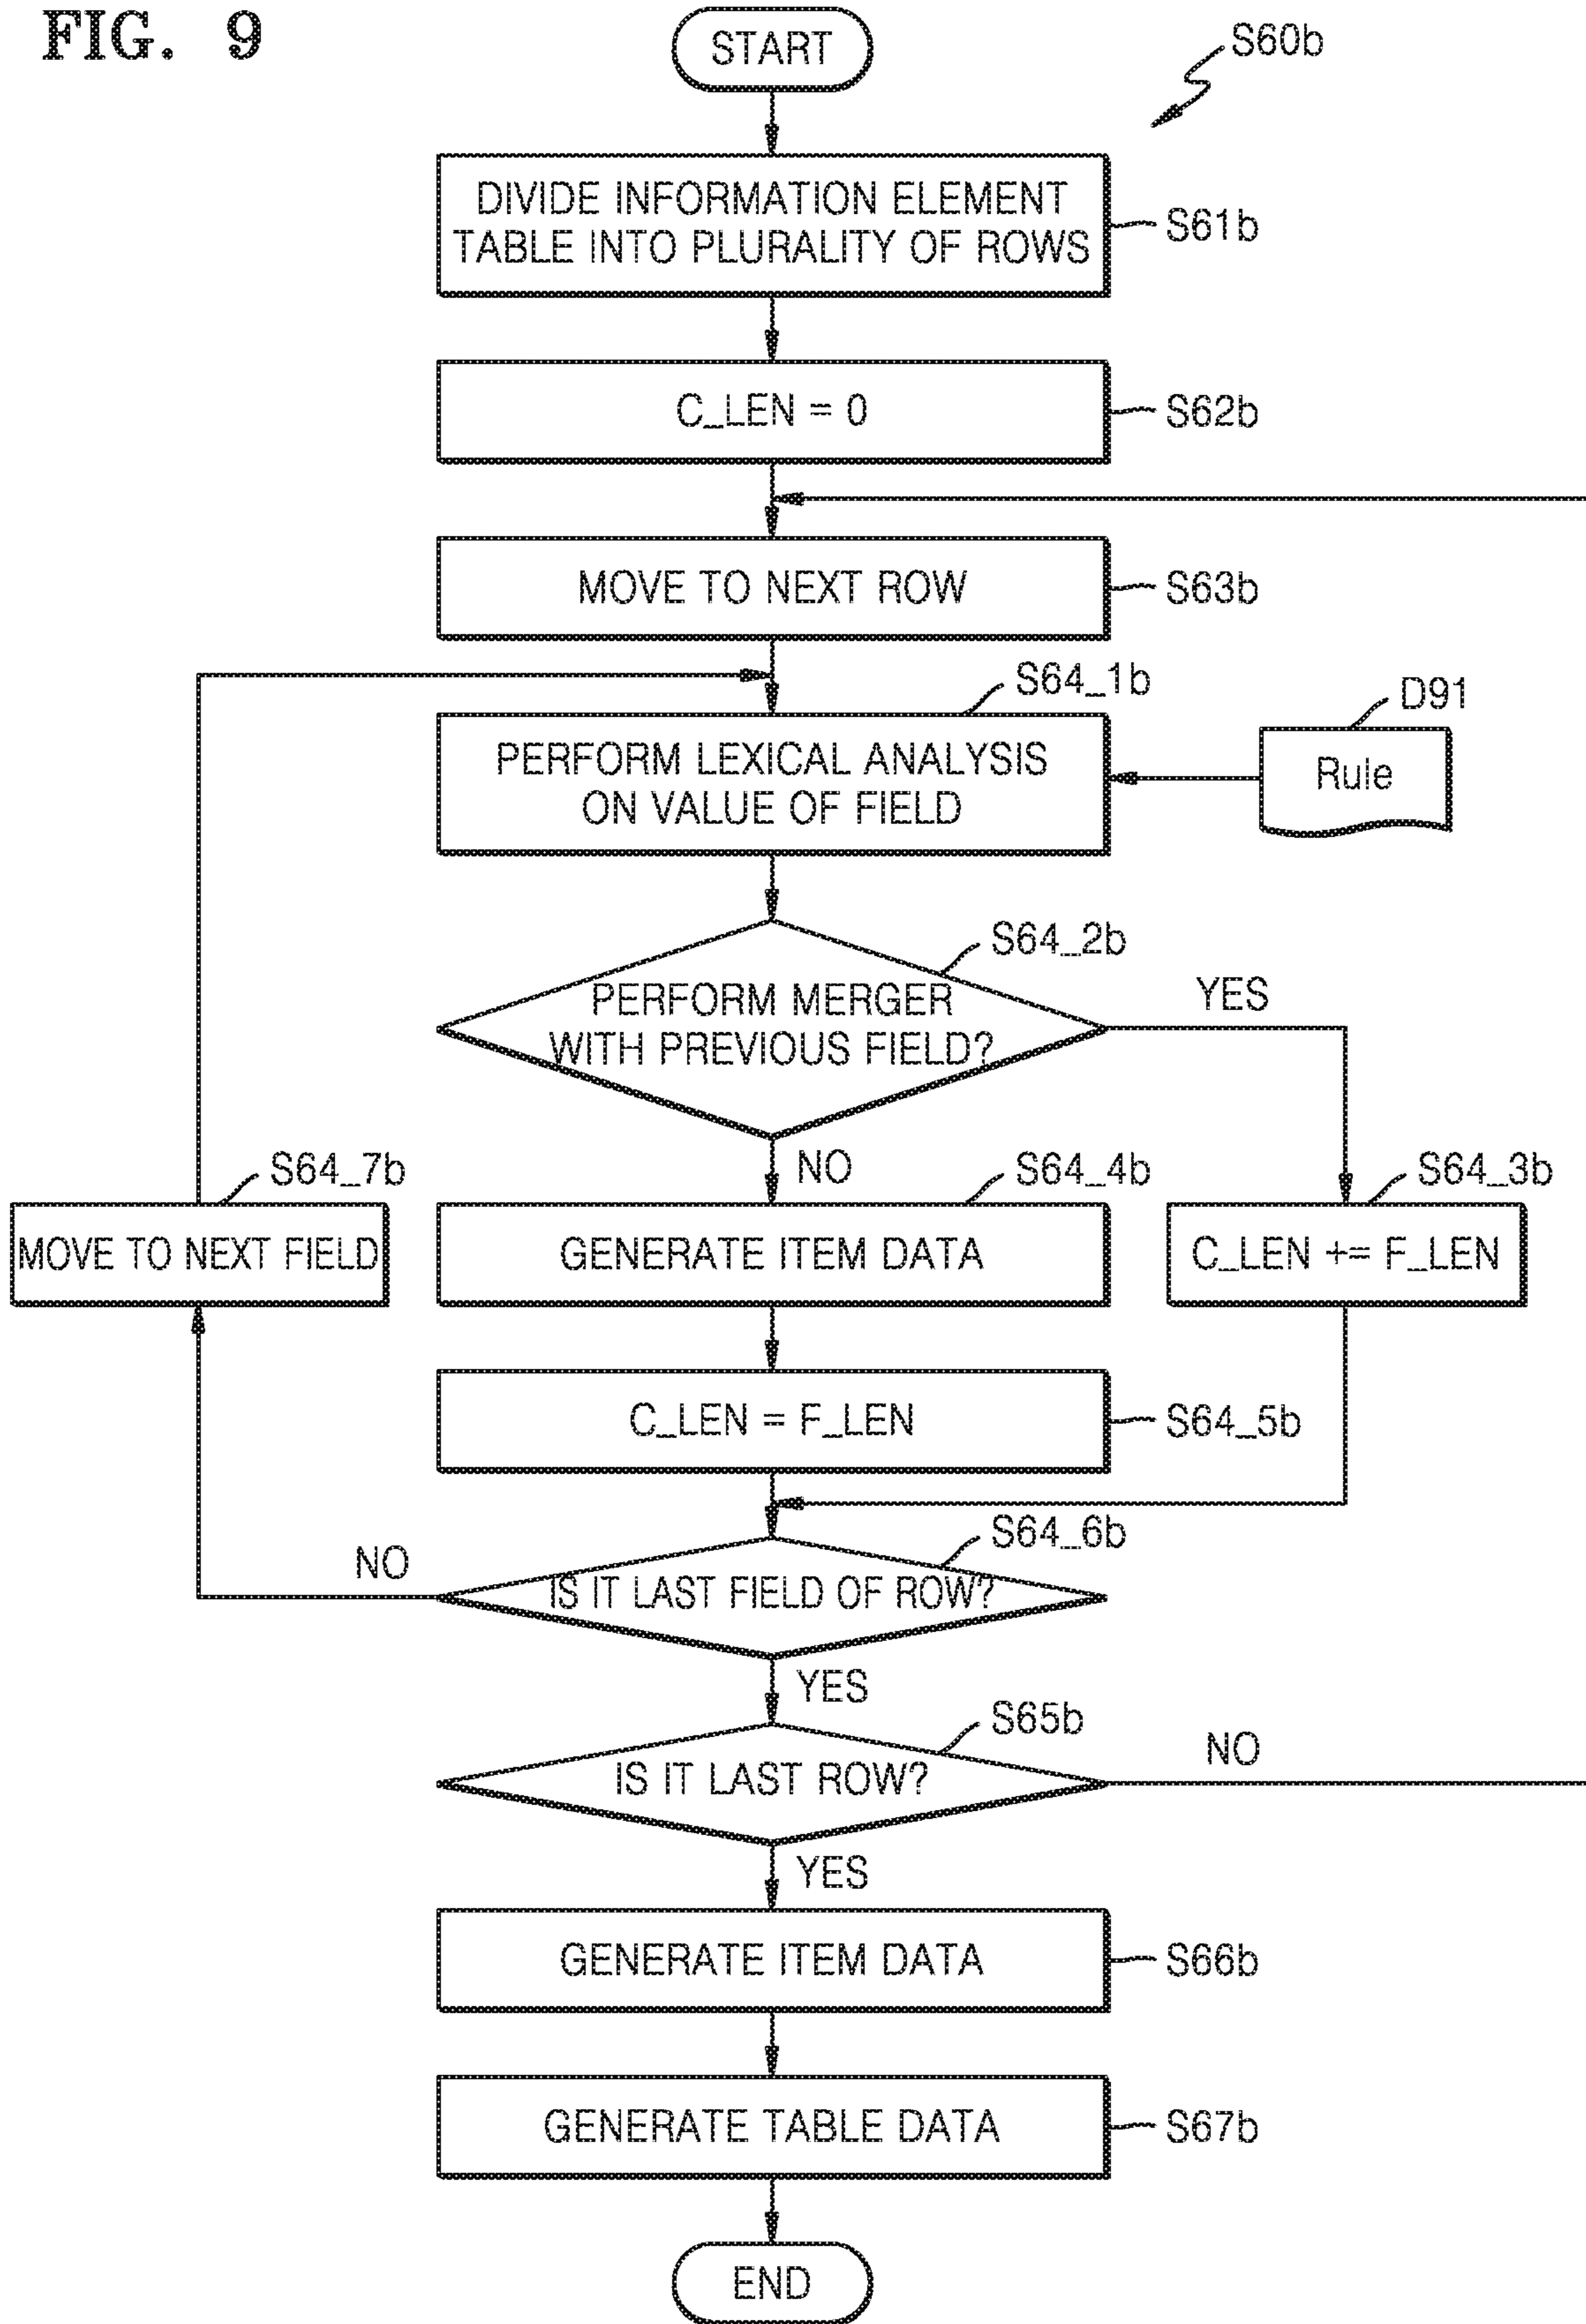 FIG. 9
START
S60b
DIVIDE INFORMATION ELEMENT
TABLE INTO PLURALITY OF ROWS
S61b
C_LEN = 0
S62b
MOVE TO NEXT ROW
S63b
S64_1b
D91
PERFORM LEXICAL ANALYSIS
ON VALUE OF FIELD
Rule
S64_2b
PERFORM MERGER
WITH PREVIOUS FIELD?
YES
NO
S64_7b
S64_4b
S64_3b
MOVE TO NEXT FIELD
GENERATE ITEM DATA
C_LEN += F_LEN
C_LEN = F_LEN
S64_5b
S64_6b
NO
IS IT LAST FIELD OF ROW?
YES
S65b
IS IT LAST ROW?
NO
YES
GENERATE ITEM DATA
S66b
GENERATE TABLE DATA
S67b
END